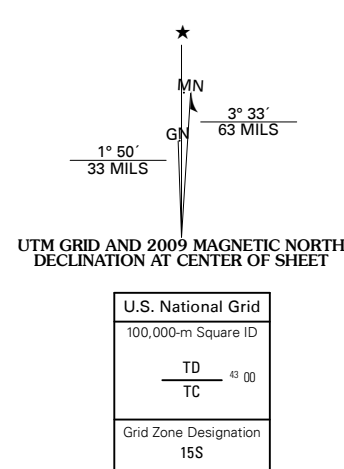 ★
MN
GN
3° 33´
63 MILS
1° 50´
33 MILS
UTM GRID AND 2009 MAGNETIC NORTH
DECLINATION AT CENTER OF SHEET
U.S. National Grid
100,000-m Square ID
TD
43 00
TC
Grid Zone Designation
15S